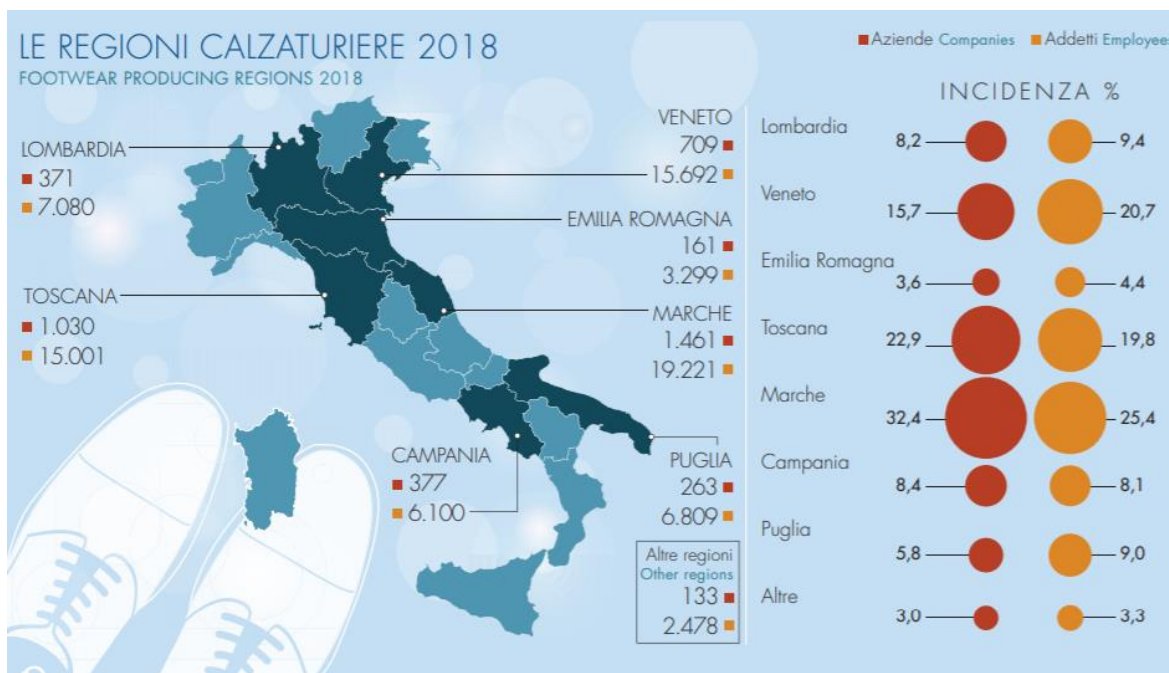 LE REGIONI CALZATURIERE 2018
FOOTWEAR PRODUCING REGIONS 2018
Aziende Companies Addetti Employees
LOMBARDIA
371
7.080
TOSCANA
1.030
15.001
VENETO
709
15.692
EMILIA ROMAGNA
161
3.299
MARCHE
1.461
19.221
CAMPANIA
377
6.100
PUGLIA
263
6.809
Altre regioni
Other regions
133
2.478
INCIDENZA %
Lombardia
8,2 9,4
Veneto
15,7 20,7
Emilia Romagna
3,6 4,4
Toscana
22,9 19,8
Marche
32,4 25,4
Campania
8,4 8,1
Puglia
5,8 9,0
Altre
3,0 3,3